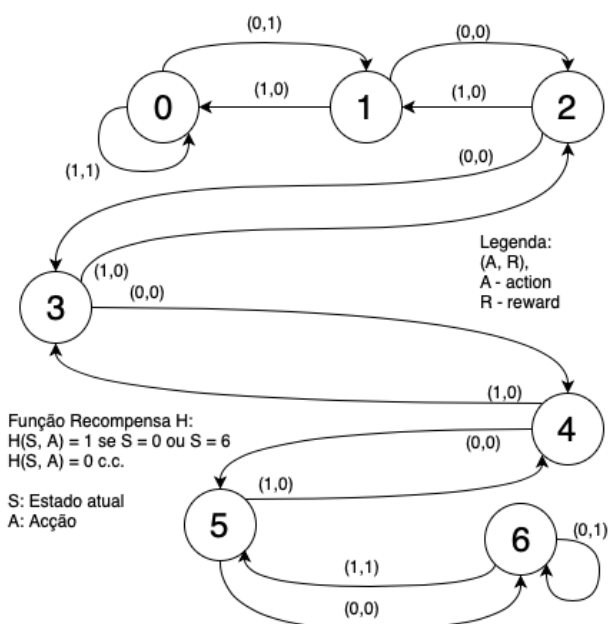 (0,1)
(0,0)
0
(1,0)
1
(1,0)
2
(1,1)
(0,0)
Legenda:
(A, R),
A - action
R - reward
(1,0)
(0,0)
3
(1,0)
4
(0,0)
Função Recompensa H:
H(S, A) = 1 se S = 0 ou S = 6
H(S, A) = 0 c.c.
S: Estado atual
A: Acção
(1,0)
5
6
(0,1)
(1,1)
(0,0)